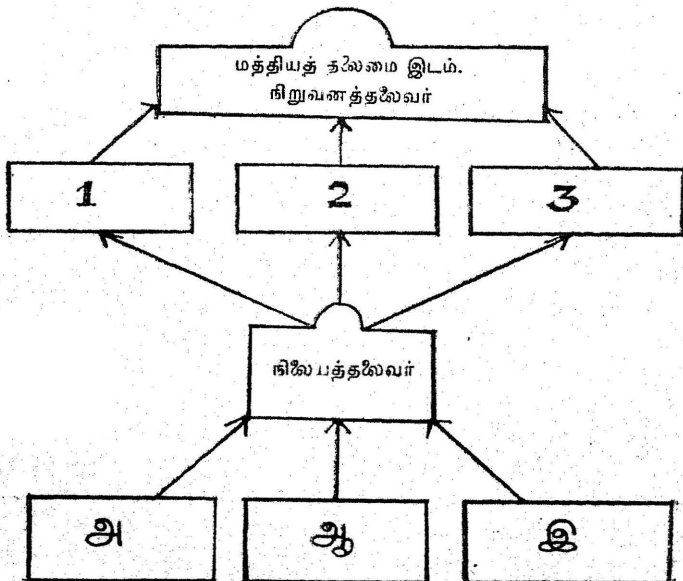 மத்தியத் தலைமை இடம்.
நிறுவனத்தலைவர்
1 2 3
நிலையத்தலைவர்
அ ஆ இ